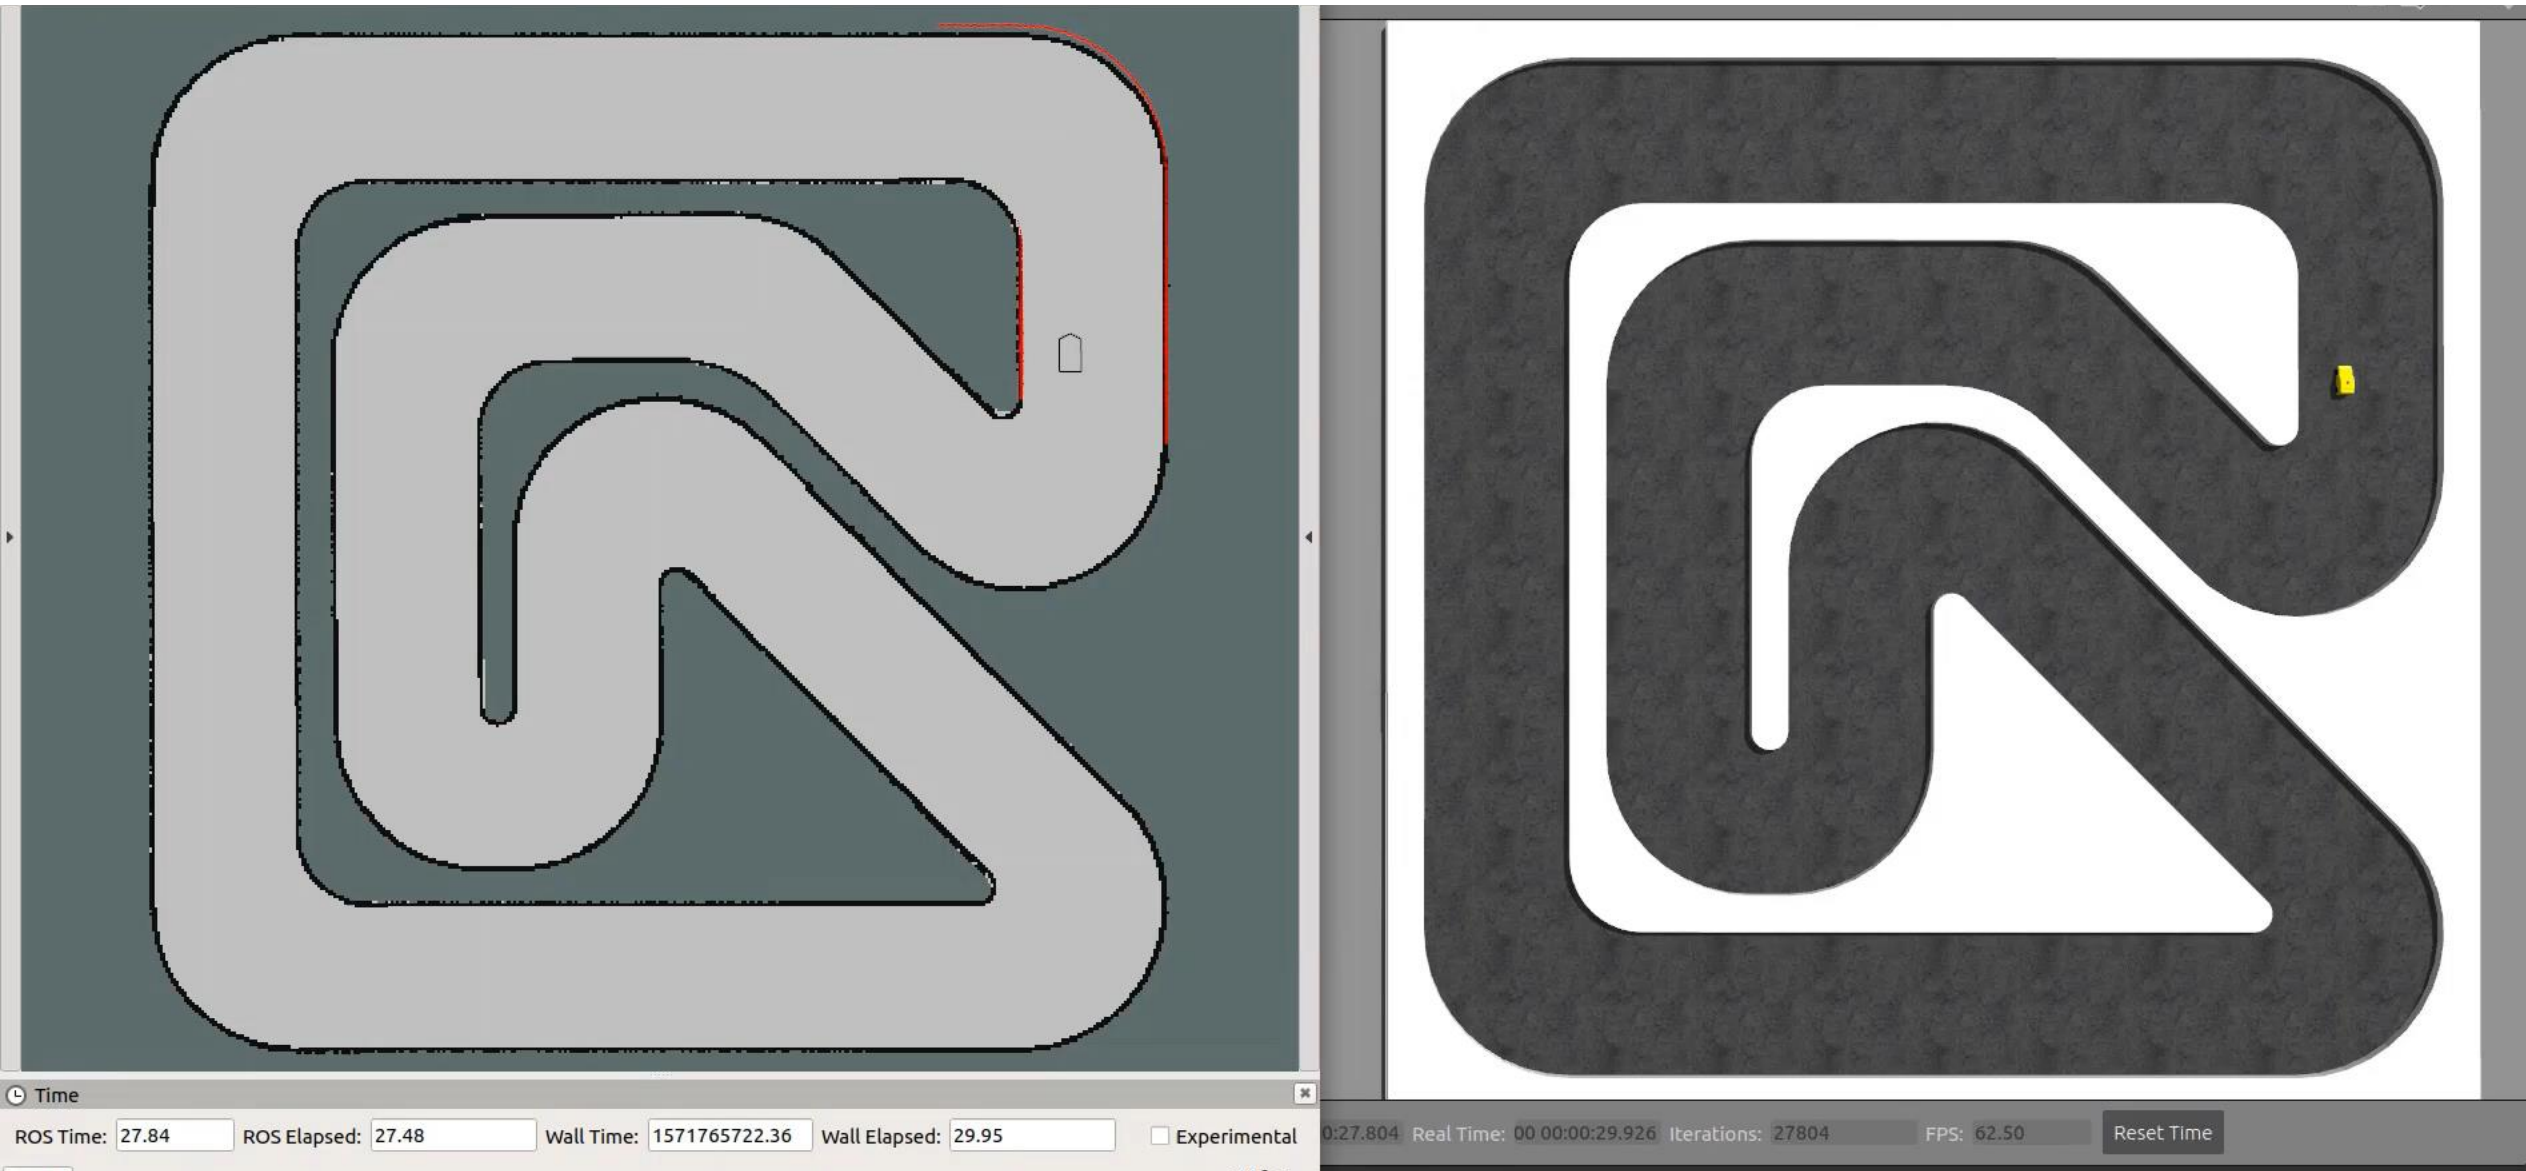 Time
ROS Time: 27.84 ROS Elapsed: 27.48 Wall Time: 1571765722.36 Wall Elapsed: 29.95 Experimental
0:27.804 Real Time: 00 00:00:29.926 Iterations: 27804 FPS: 62.50 Reset Time